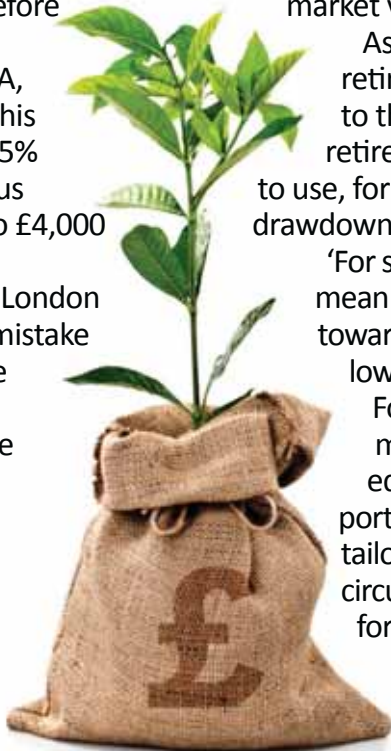 efore
A,
his
5%
us
o £4,000
London
mistake
e
e
market v
As
retir
to th
retire
to use, for
drawdown
‘For s
mean
towar
low
Fo
m
ec
port
tailo
circu
for
£